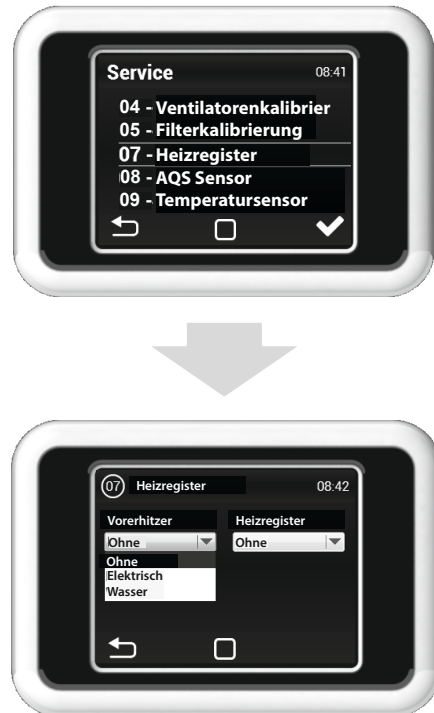 Service 08:41
04 - Ventilatorenkalibrier
05 - Filterkalibrierung
07 - Heizregister
08 - AQS Sensor
09 - Temperatursensor
07 Heizregister 08:42
Vorerhitzer Heizregister
Ohne Ohne
Ohne
Elektrisch
Wasser